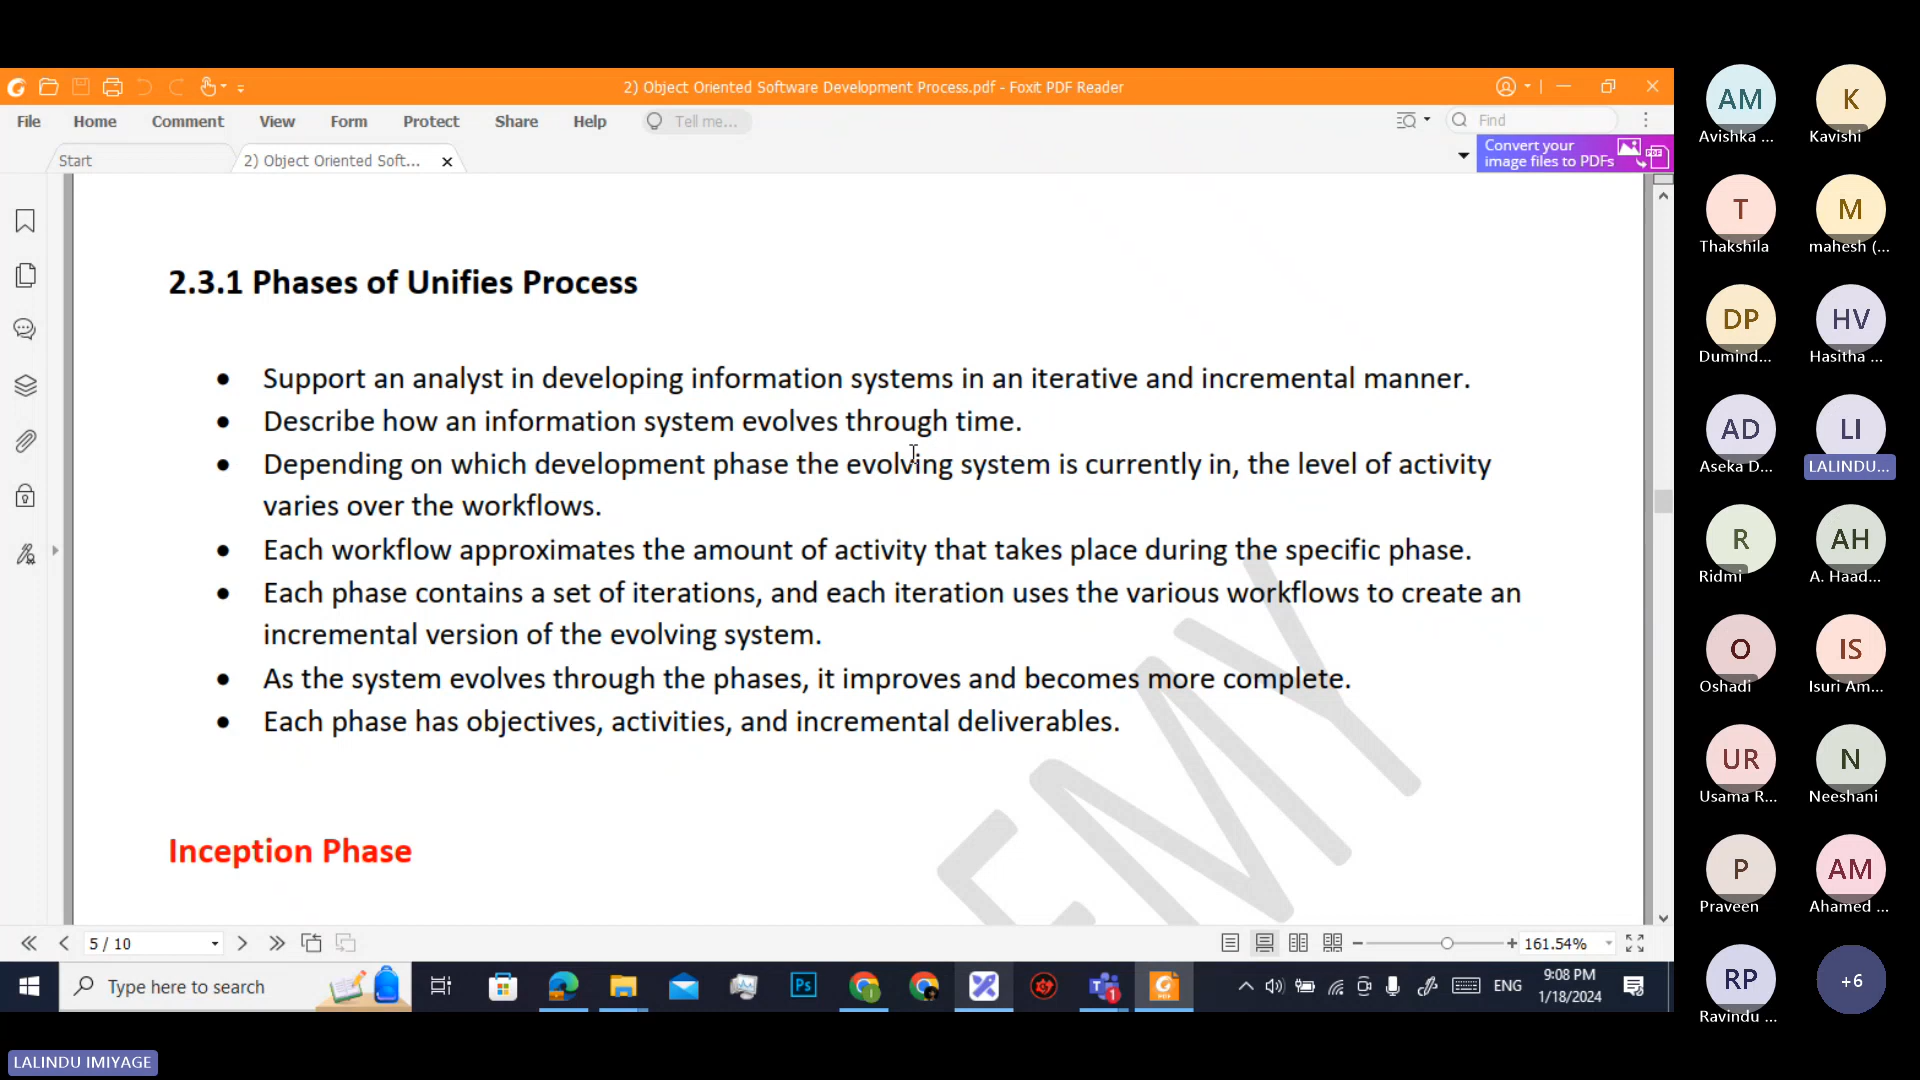 2) Object Oriented Software Development Process.pdf - Foxit PDF Reader
File Home Comment View Form Protect Share Help Tell me... Find
Start 2) Object Oriented Soft... Convert your
image files to PDFs
2.3.1 Phases of Unifies Process
• Support an analyst in developing information systems in an iterative and incremental manner.
• Describe how an information system evolves through time.
• Depending on which development phase the evolving system is currently in, the level of activity
varies over the workflows.
• Each workflow approximates the amount of activity that takes place during the specific phase.
• Each phase contains a set of iterations, and each iteration uses the various workflows to create an
incremental version of the evolving system.
• As the system evolves through the phases, it improves and becomes more complete.
• Each phase has objectives, activities, and incremental deliverables.
Inception Phase
EMY
5 / 10 161.54%
Type here to search Ps T 1 ENG 9:08 PM
1/18/2024
LALINDU IMIYAGE
AM K
Avishka ... Kavishi
T M
Thakshila mahesh (...
DP HV
Dumind... Hasitha ...
AD LI
Aseka D... LALINDU...
R AH
Ridmi A. Haad...
O IS
Oshadi Isuri Am...
UR N
Usama R... Neeshani
P AM
Praveen Ahamed ...
RP +6
Ravindu ...